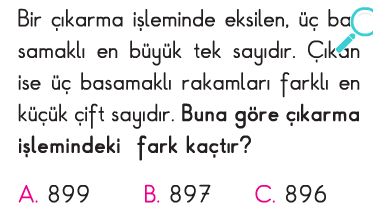 Bir çıkarma işleminde eksilen, üç ba
samaklı en büyük tek sayıdır. Çıkan
ise üç basamaklı rakamları farklı en
küçük çift sayıdır. Buna göre çıkarma
işlemindeki fark kaçtır?
A. 899 B. 897 C. 896